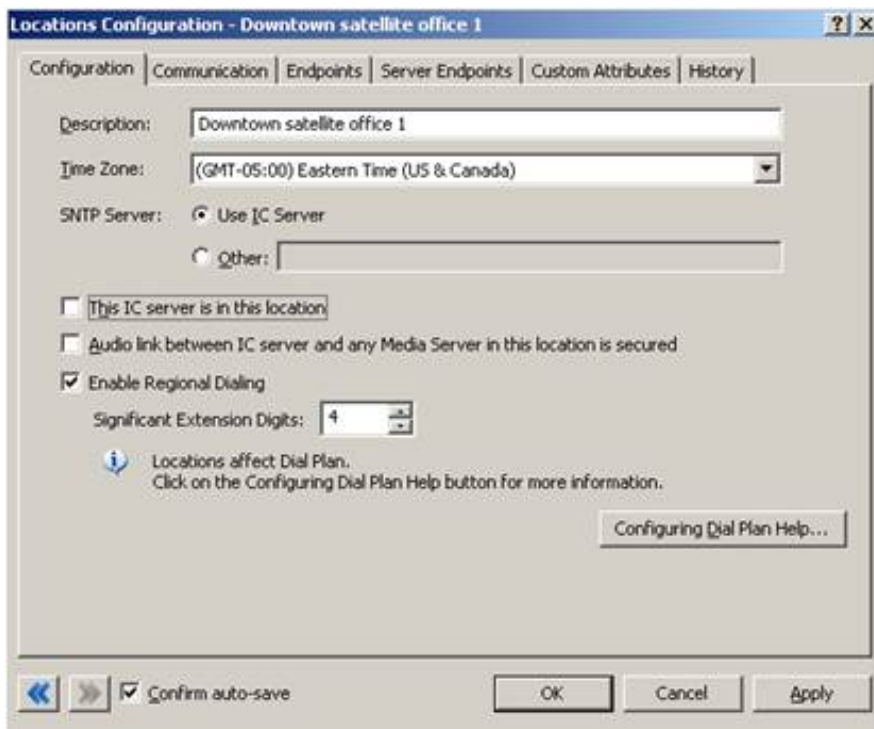 Locations Configuration - Downtown satellite office 1
Configuration Communication Endpoints Server Endpoints Custom Attributes History
Description: Downtown satellite office 1
Time Zone: (GMT-05:00) Eastern Time (US & Canada)
SNTP Server: Use IC Server
Other:
This IC server is in this location
Audio link between IC server and any Media Server in this location is secured
Enable Regional Dialing
Significant Extension Digits: 4
Locations affect Dial Plan.
Click on the Configuring Dial Plan Help button for more information.
Configuring Dial Plan Help...
Confirm auto-save OK Cancel Apply